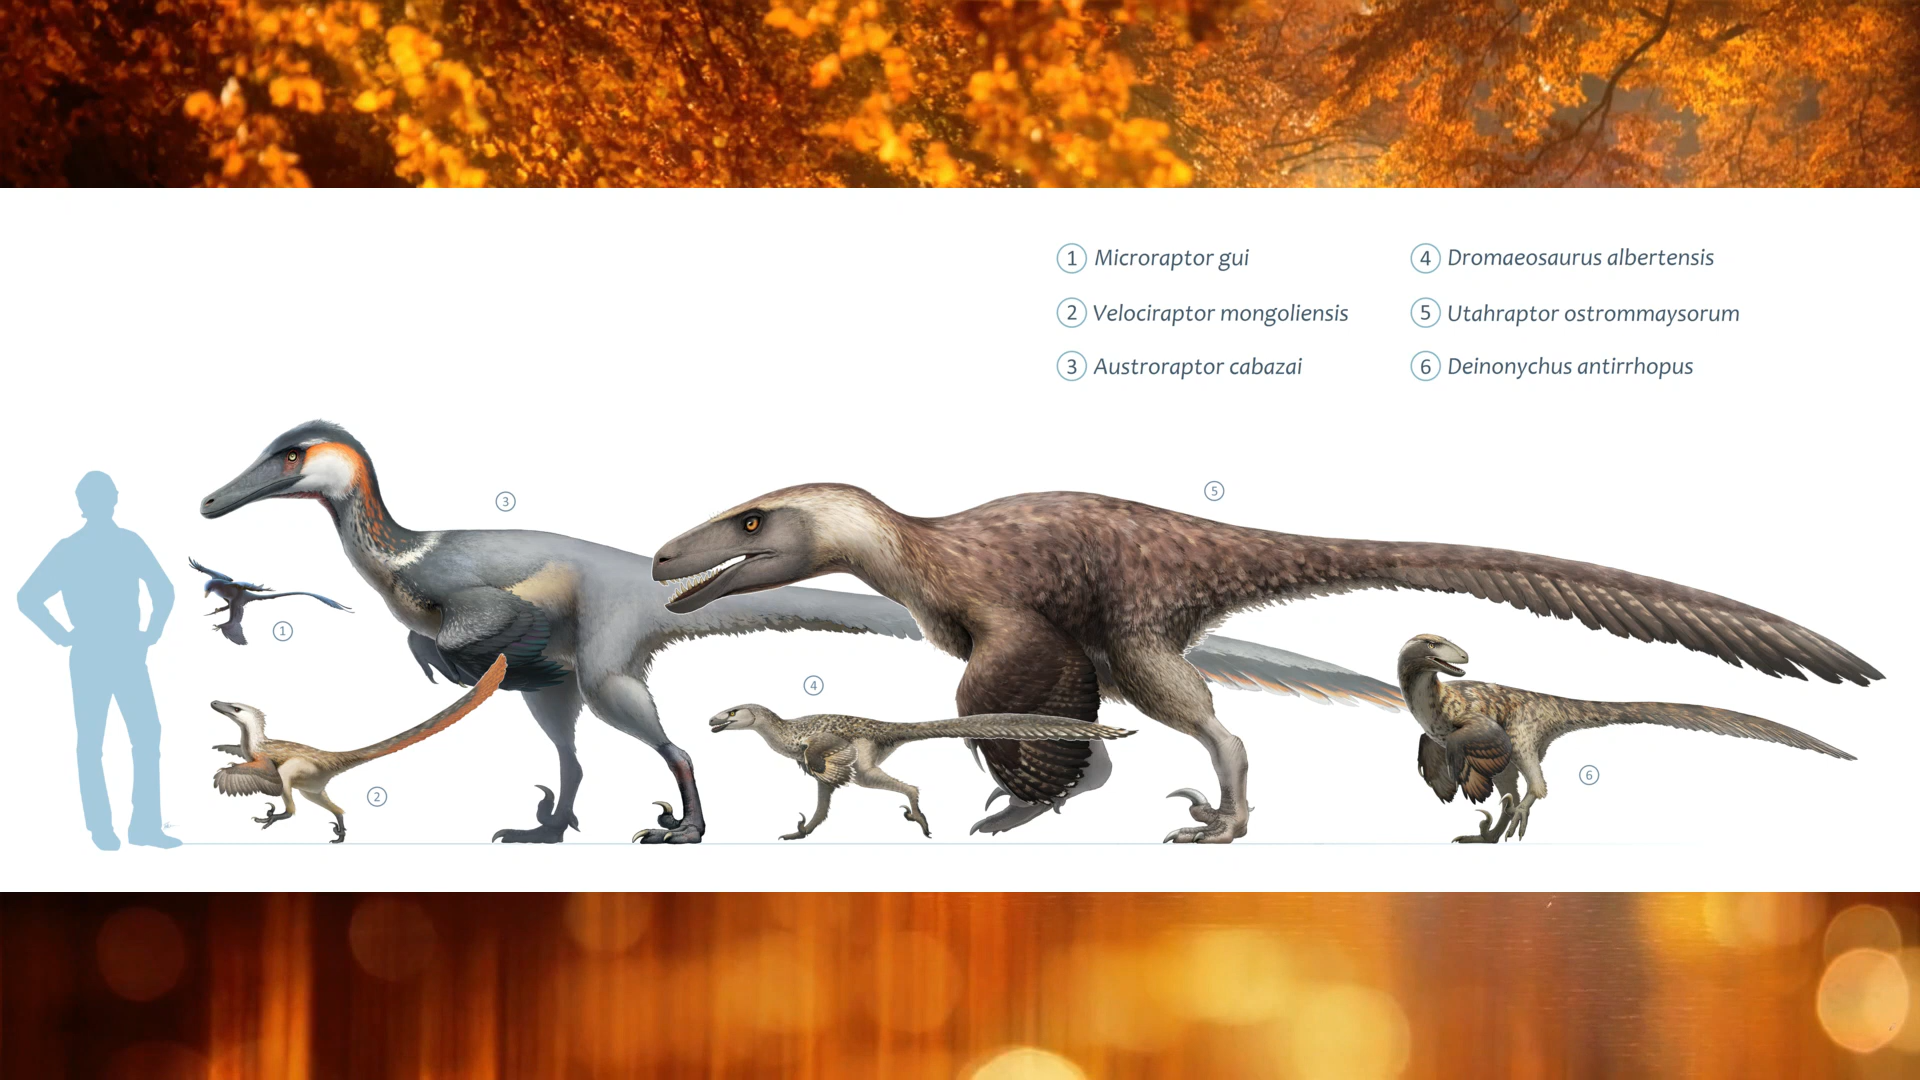 1 Microraptor gui
2 Velociraptor mongoliensis
3 Austroraptor cabazai
4 Dromaeosaurus albertensis
5 Utahraptor ostrommaysorum
6 Deinonychus antirrhopus
3
5
1
4
2
6